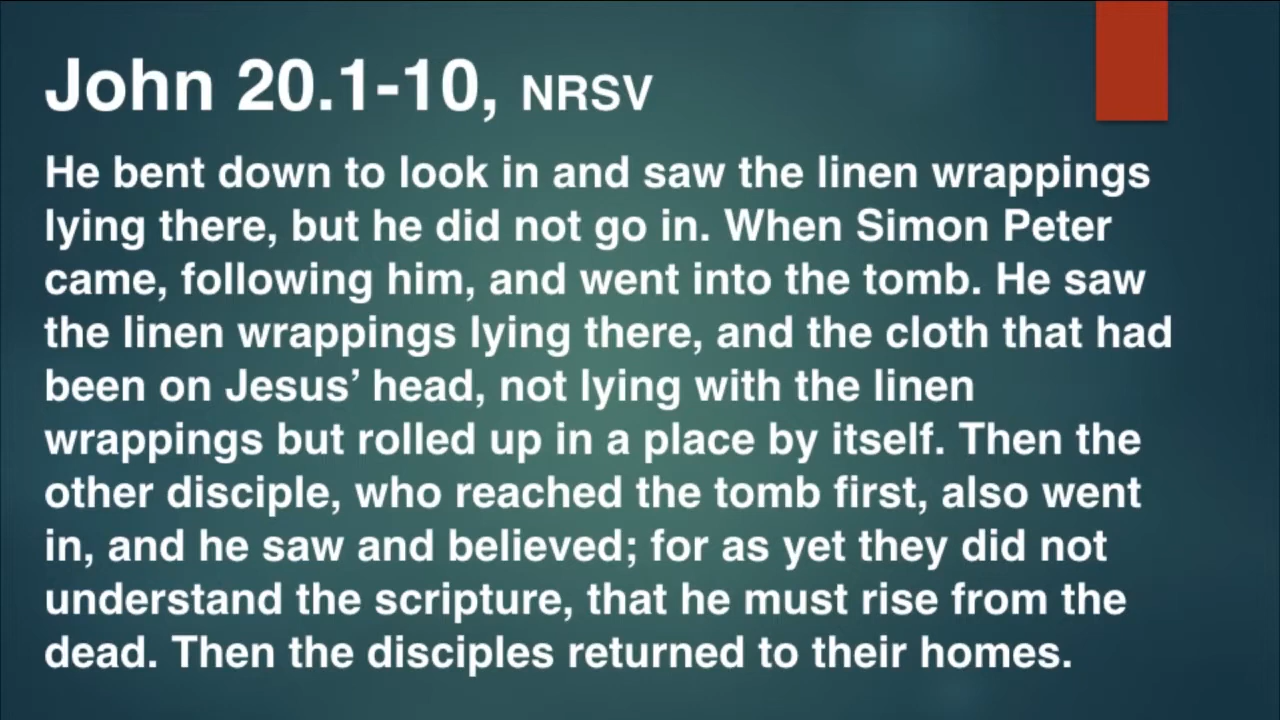 John 20.1-10, NRSV
He bent down to look in and saw the linen wrappings
lying there, but he did not go in. When Simon Peter
came, following him, and went into the tomb. He saw
the linen wrappings lying there, and the cloth that had
been on Jesus’ head, not lying with the linen
wrappings but rolled up in a place by itself. Then the
other disciple, who reached the tomb first, also went
in, and he saw and believed; for as yet they did not
understand the scripture, that he must rise from the
dead. Then the disciples returned to their homes.